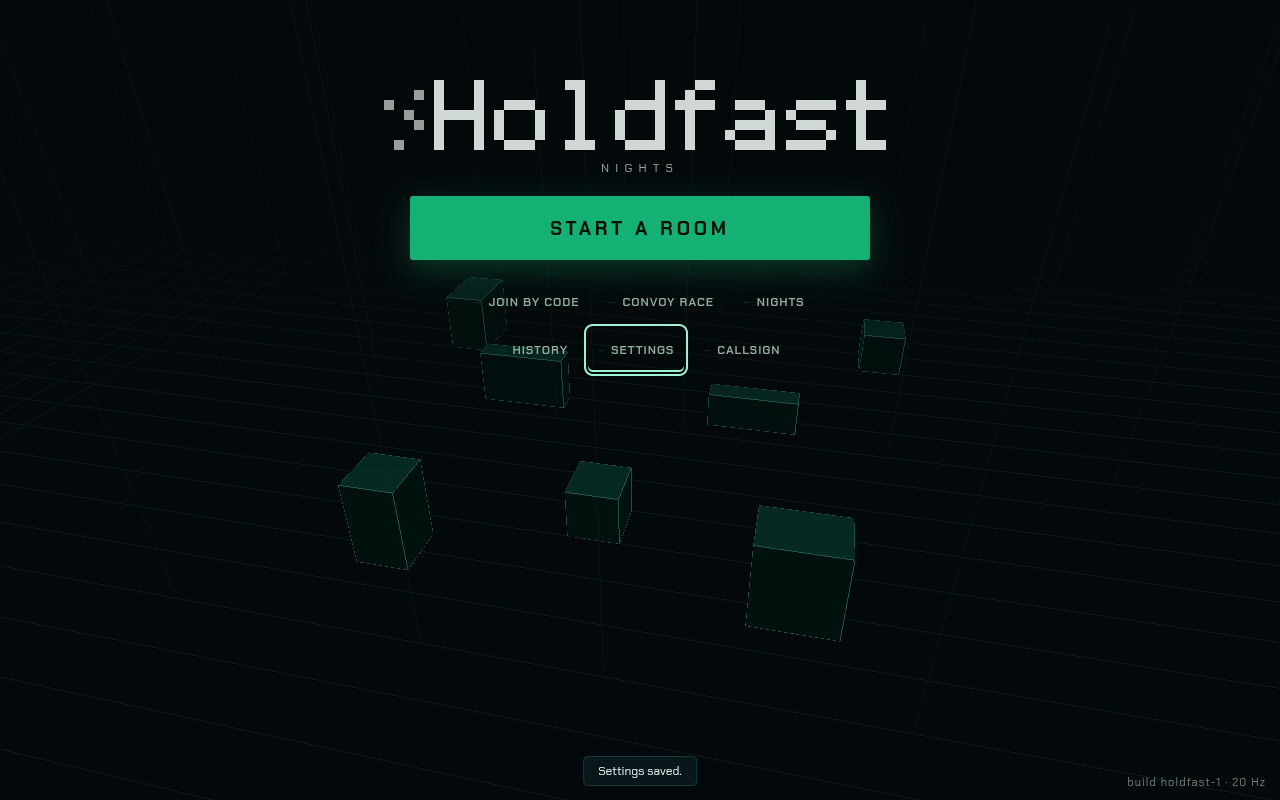 Holdfast
NIGHTS
START A ROOM
JOIN BY CODE – CONVOY RACE – NIGHTS
HISTORY – SETTINGS – CALLSIGN
Settings saved.
build holdfast-1 · 20 Hz